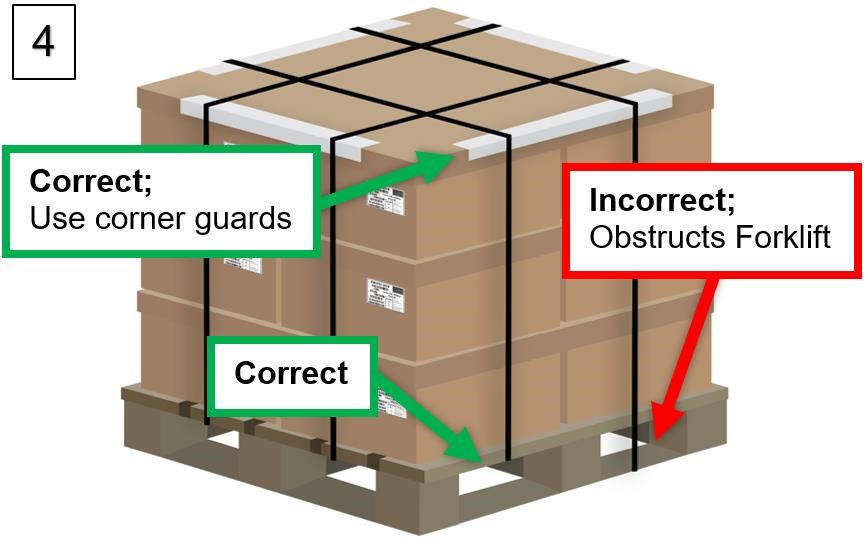 4
Correct;
Use corner guards
Incorrect;
Obstructs Forklift
Correct